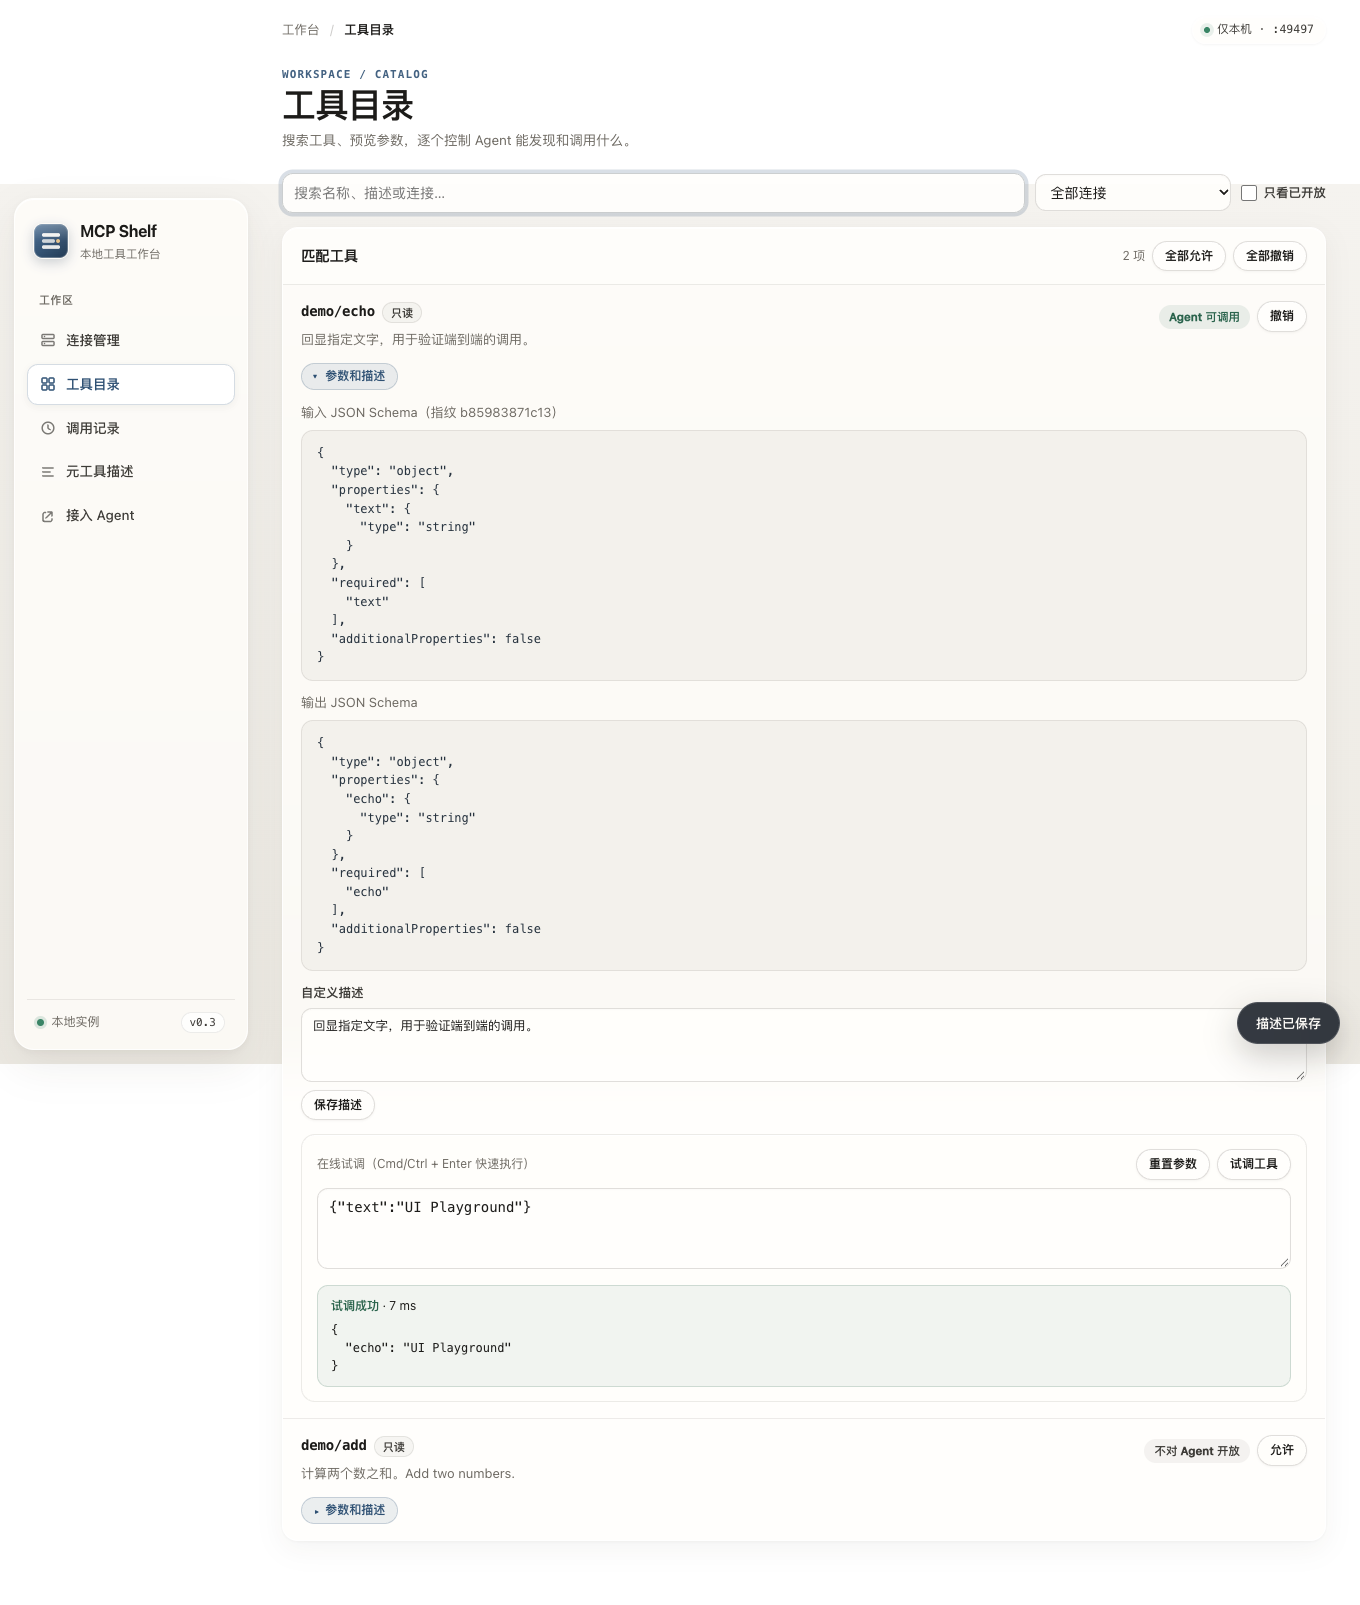 工作台 / 工具目录
仅本机 · :49497
WORKSPACE / CATALOG
工具目录
搜索工具、预览参数，逐个控制 Agent 能发现和调用什么。
搜索名称、描述或连接...
全部连接
只看已开放
MCP Shelf
本地工具工作台
工作区
连接管理
工具目录
调用记录
元工具描述
接入 Agent
本地实例
v0.3
匹配工具
2 项
全部允许
全部撤销
demo/echo 只读
Agent 可调用
撤销
回显指定文字，用于验证端到端的调用。
参数和描述
输入 JSON Schema（指纹 b85983871c13）
{
  "type": "object",
  "properties": {
    "text": {
      "type": "string"
    }
  },
  "required": [
    "text"
  ],
  "additionalProperties": false
}
输出 JSON Schema
{
  "type": "object",
  "properties": {
    "echo": {
      "type": "string"
    }
  },
  "required": [
    "echo"
  ],
  "additionalProperties": false
}
自定义描述
回显指定文字，用于验证端到端的调用。
描述已保存
保存描述
在线试调（Cmd/Ctrl + Enter 快速执行）
重置参数
试调工具
{"text":"UI Playground"}
试调成功 · 7 ms
{
  "echo": "UI Playground"
}
demo/add 只读
不对 Agent 开放
允许
计算两个数之和。Add two numbers.
参数和描述